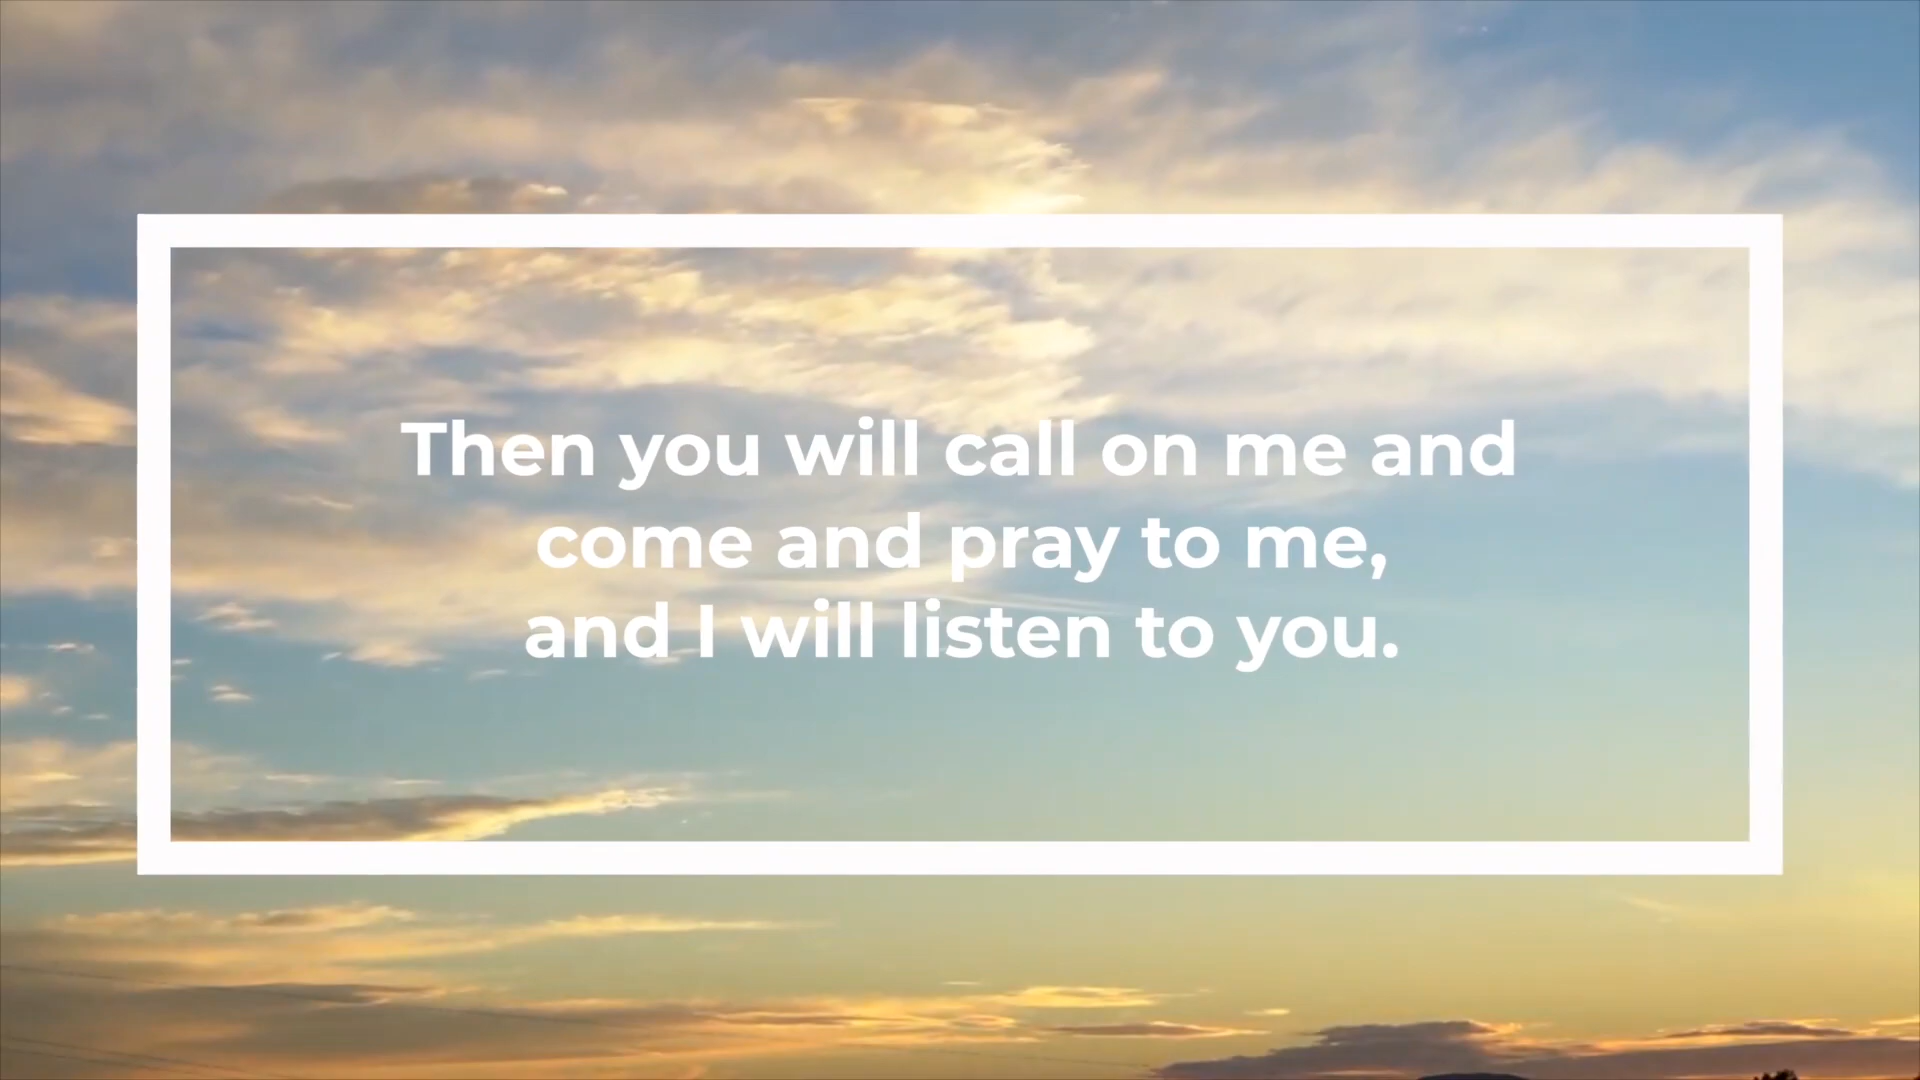 Then you will call on me and
come and pray to me,
and I will listen to you.